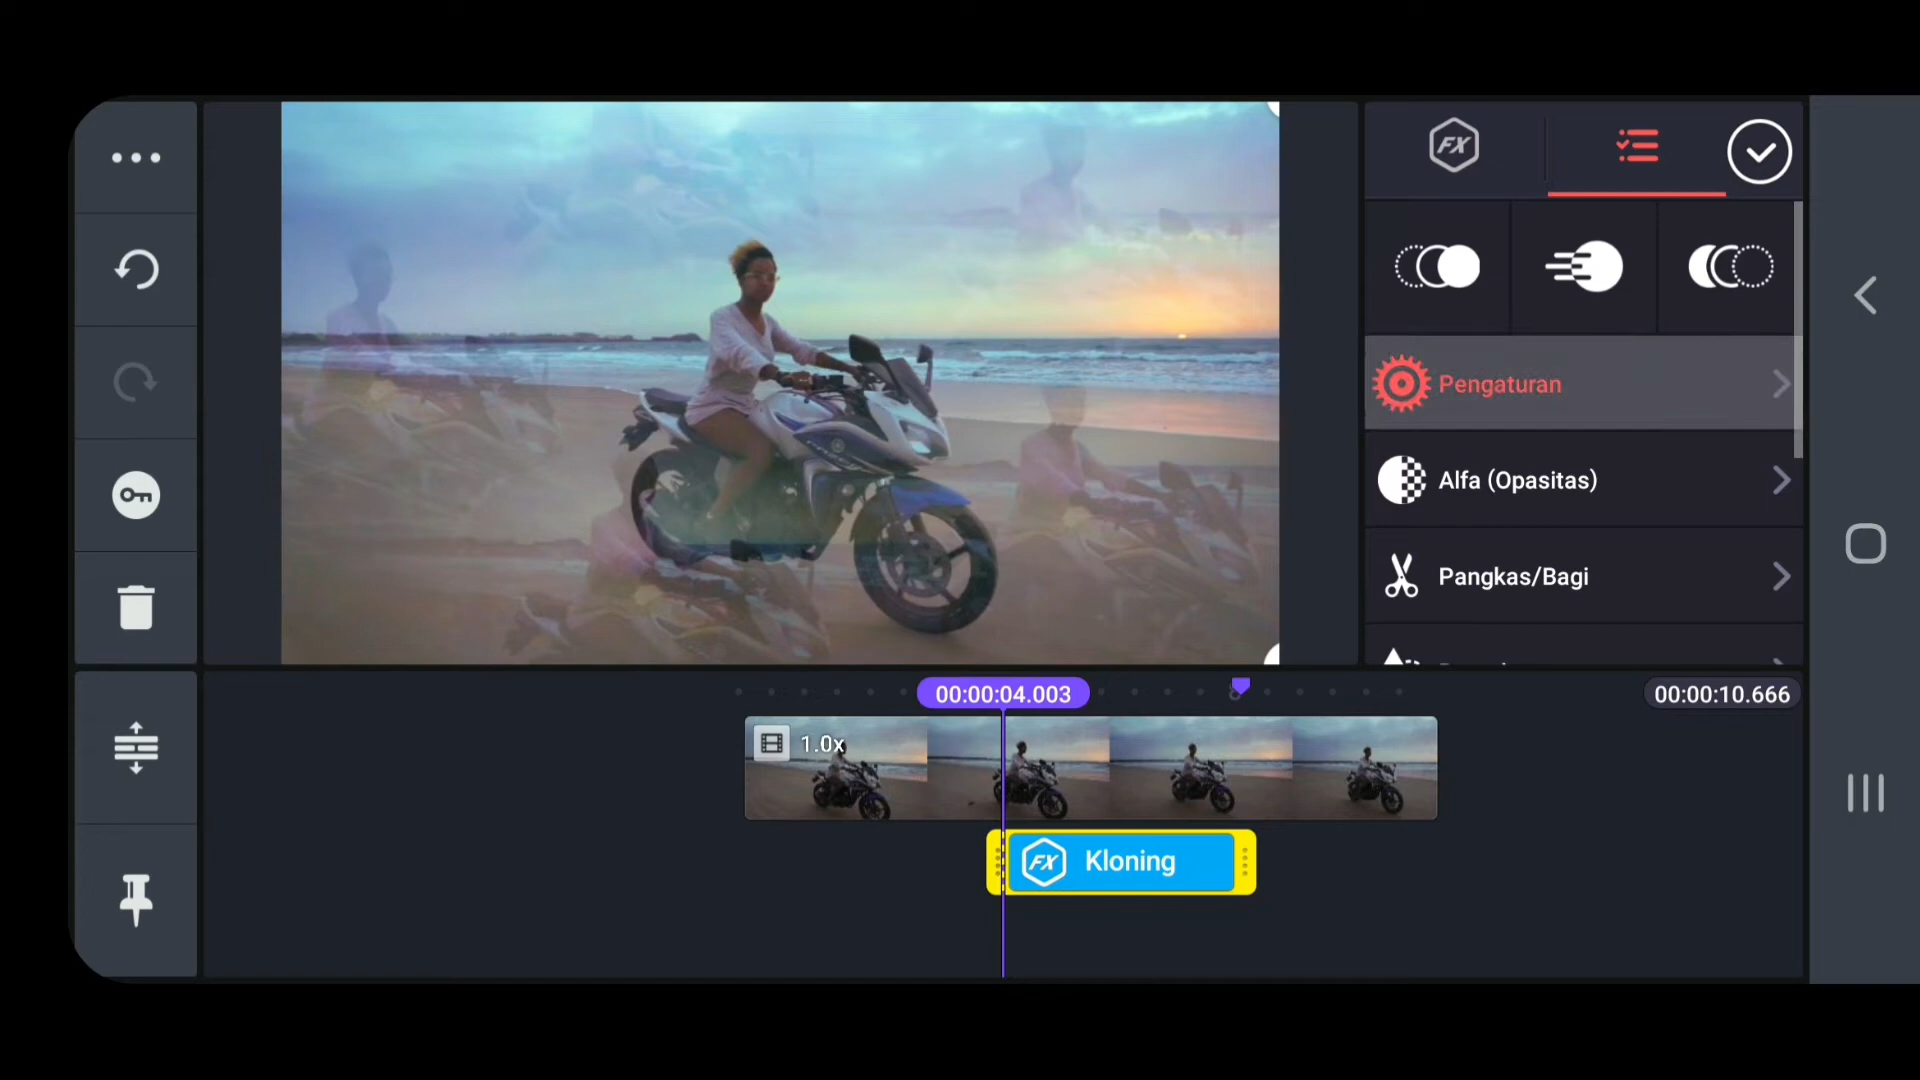 FX
Pengaturan
Alfa (Opasitas)
Pangkas/Bagi
00:00:04.003
00:00:10.666
1.0x
FX
Kloning